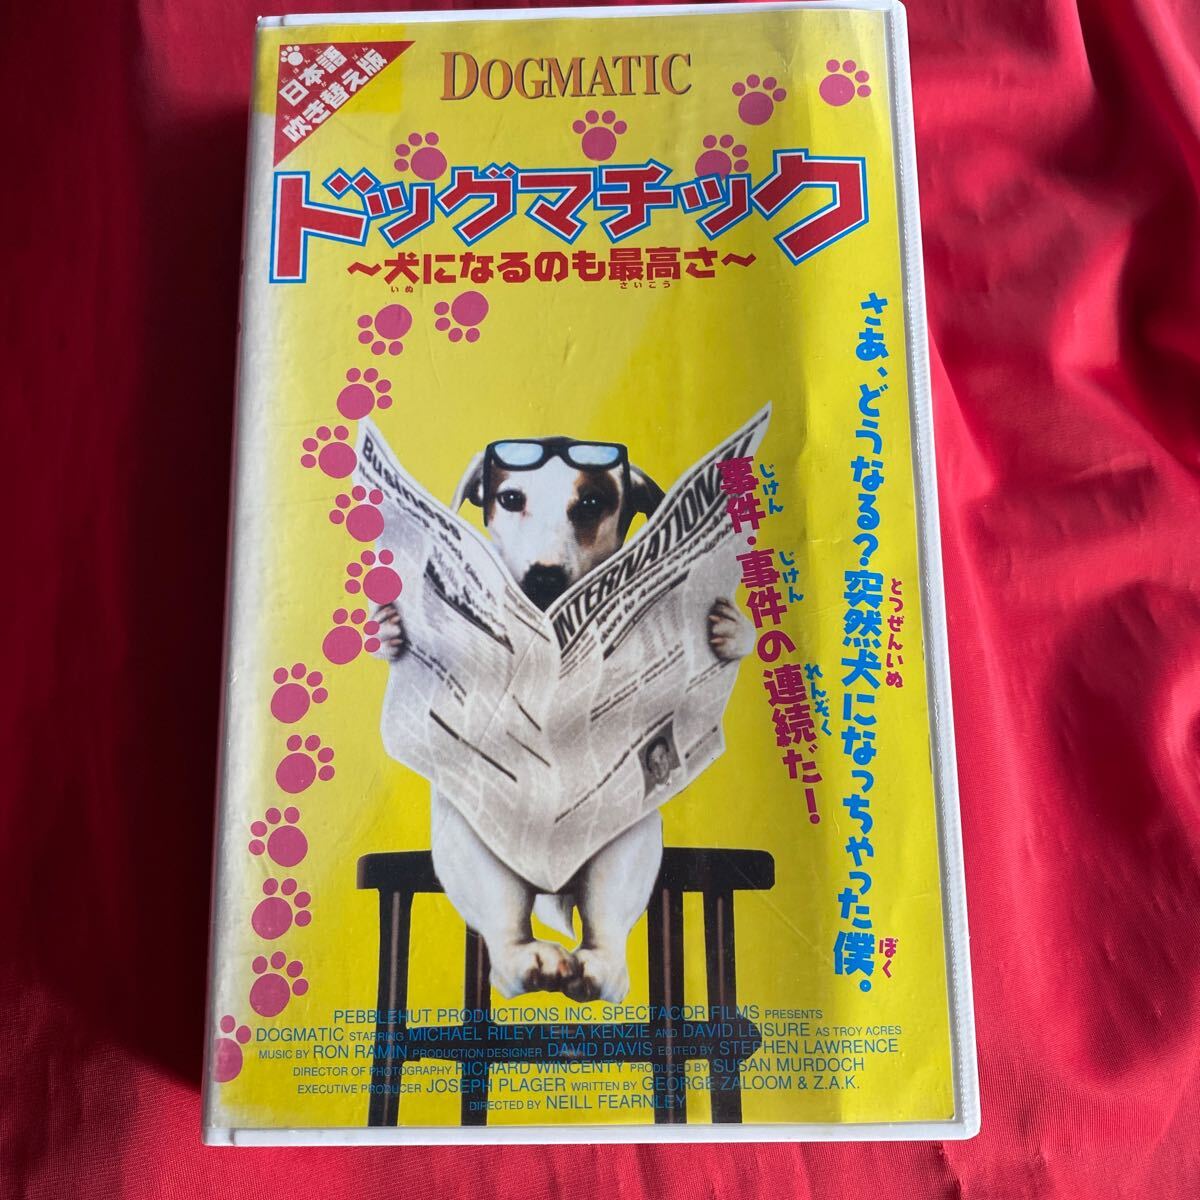 日本語
にほんご
吹き替え版
DOGMATIC
ドッグマチック
〜犬になるのも最高さ〜
いぬ
さいこう
さあ、どうなる?突然犬になっちゃった僕。
とつぜんいぬ
ぼく
事件・事件の連続だ!
じけん
じけん
れんぞく
Business
INTERNATIONAL
PEBBLEHUT PRODUCTIONS INC. SPECTACOR FILMS PRESENTS
DOGMATIC STARRING MICHAEL RILEY LEILA KENZIE AND DAVID LEISURE AS TROY ACRES
MUSIC BY RON RAMIN PRODUCTION DESIGNER DAVID DAVIS EDITED BY STEPHEN LAWRENCE
DIRECTOR OF PHOTOGRAPHY RICHARD WINCENTY PRODUCED BY SUSAN MURDOCH
EXECUTIVE PRODUCER JOSEPH PLAGER WRITTEN BY GEORGE ZALOOM & Z.A.K.
DIRECTED BY NEILL FEARNLEY